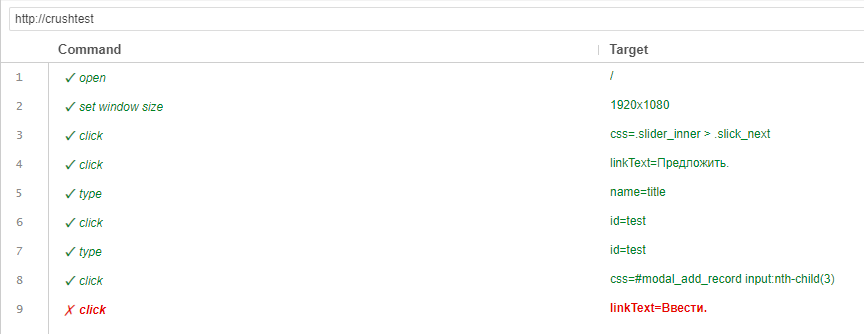 http://crushtest
Command Target
1 ✓ open /
2 ✓ set window size 1920x1080
3 ✓ click css=.slider_inner > .slick_next
4 ✓ click linkText=Предложить.
5 ✓ type name=title
6 ✓ click id=test
7 ✓ type id=test
8 ✓ click css=#modal_add_record input:nth-child(3)
9 ✗ click linkText=Ввести.